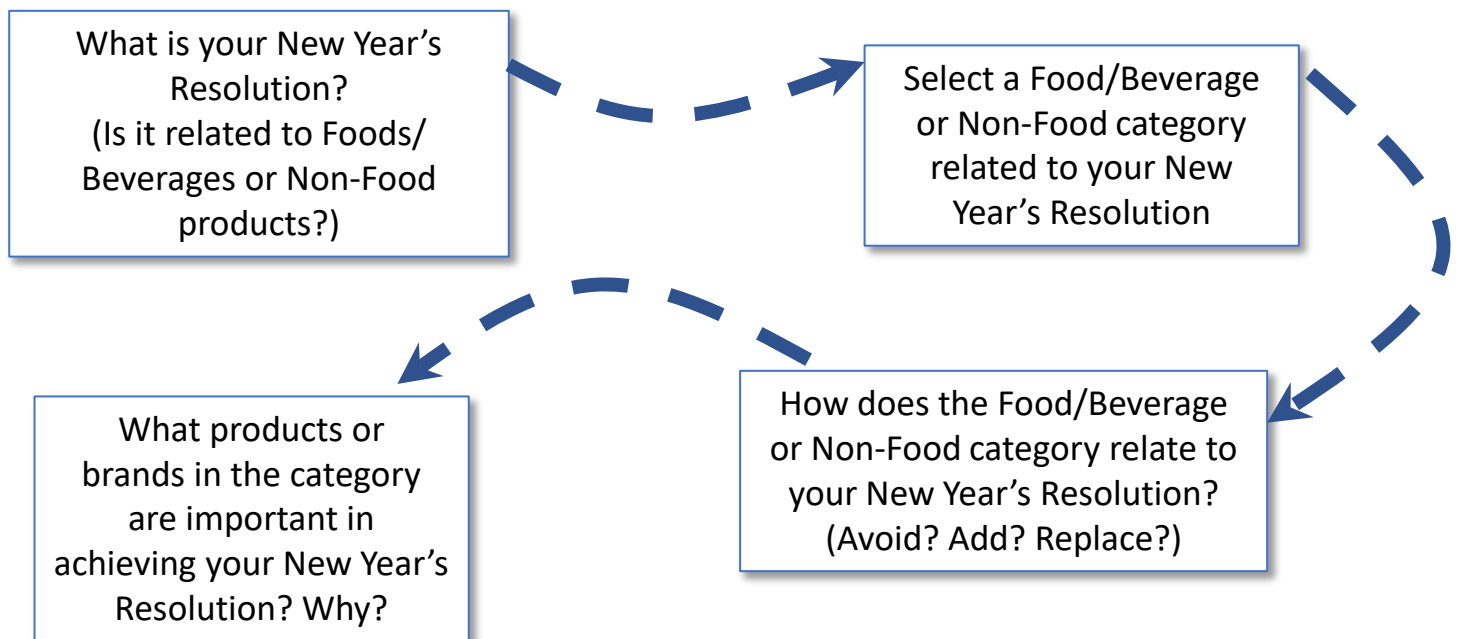 What is your New Year’s
Resolution?
(Is it related to Foods/
Beverages or Non-Food
products?)
Select a Food/Beverage
or Non-Food category
related to your New
Year’s Resolution
How does the Food/Beverage
or Non-Food category relate to
your New Year’s Resolution?
(Avoid? Add? Replace?)
What products or
brands in the category
are important in
achieving your New Year’s
Resolution? Why?